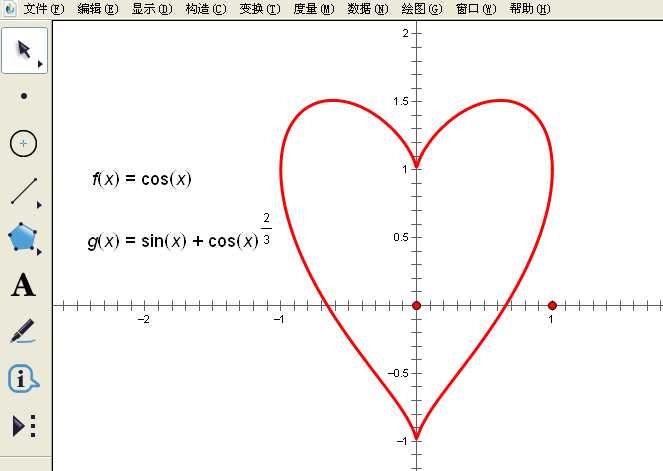 文件(F) 编辑(E) 显示(D) 构造(C) 变换(T) 度量(M) 数据(N) 绘图(G) 窗口(W) 帮助(H)
2
1.5
f(x) = cos(x)
1
g(x) = sin(x) + cos(x)^(2/3)
0.5
-2 -1 1
-0.5
-1
A
i